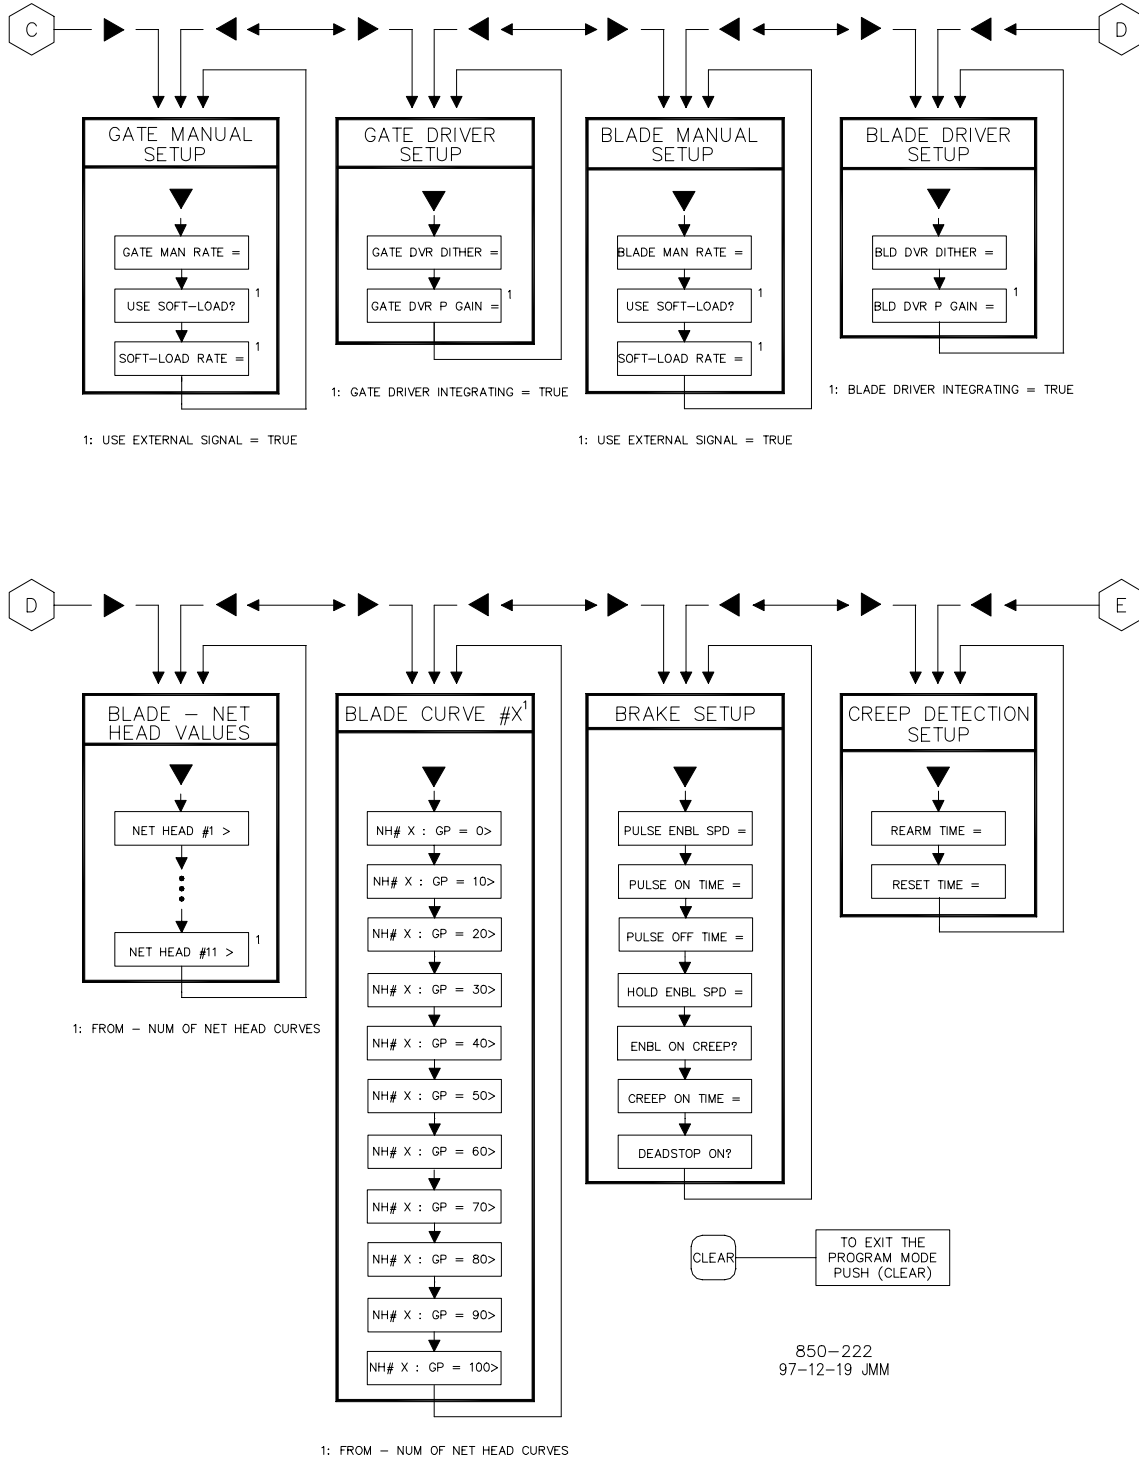 C
D
GATE MANUAL
SETUP
GATE MAN RATE =
USE SOFT-LOAD?
1
SOFT-LOAD RATE =
1
1: USE EXTERNAL SIGNAL = TRUE
GATE DRIVER
SETUP
GATE DVR DITHER =
GATE DVR P GAIN =
1
1: GATE DRIVER INTEGRATING = TRUE
BLADE MANUAL
SETUP
BLADE MAN RATE =
USE SOFT-LOAD?
1
SOFT-LOAD RATE =
1
1: USE EXTERNAL SIGNAL = TRUE
BLADE DRIVER
SETUP
BLD DVR DITHER =
BLD DVR P GAIN =
1
1: BLADE DRIVER INTEGRATING = TRUE
D
E
BLADE - NET
HEAD VALUES
NET HEAD #1 >
NET HEAD #11 >
1
1: FROM - NUM OF NET HEAD CURVES
BLADE CURVE #X1
NH# X : GP = 0>
NH# X : GP = 10>
NH# X : GP = 20>
NH# X : GP = 30>
NH# X : GP = 40>
NH# X : GP = 50>
NH# X : GP = 60>
NH# X : GP = 70>
NH# X : GP = 80>
NH# X : GP = 90>
NH# X : GP = 100>
1: FROM - NUM OF NET HEAD CURVES
BRAKE SETUP
PULSE ENBL SPD =
PULSE ON TIME =
PULSE OFF TIME =
HOLD ENBL SPD =
ENBL ON CREEP?
CREEP ON TIME =
DEADSTOP ON?
CREEP DETECTION
SETUP
REARM TIME =
RESET TIME =
CLEAR
TO EXIT THE
PROGRAM MODE
PUSH (CLEAR)
850-222
97-12-19 JMM